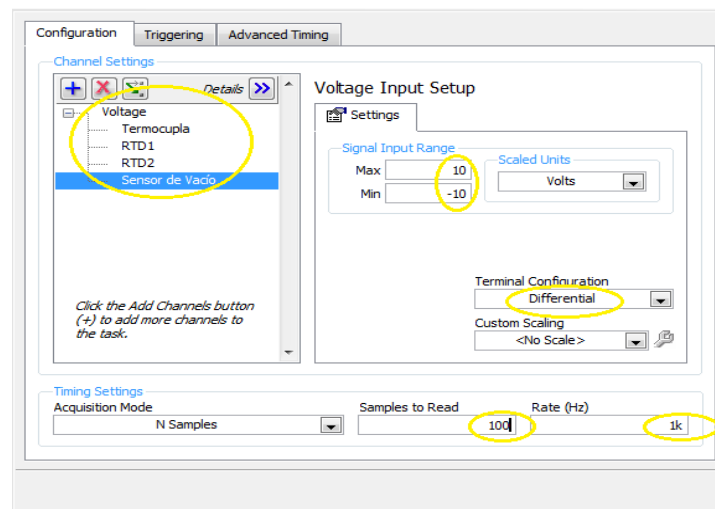 Configuration Triggering Advanced Timing
Channel Settings
Details
Voltage
Termocupla
RTD1
RTD2
Sensor de Vacío
Click the Add Channels button
(+) to add more channels to
the task.
Voltage Input Setup
Settings
Signal Input Range
Max 10
Min -10
Scaled Units
Volts
Terminal Configuration
Differential
Custom Scaling
<No Scale>
Timing Settings
Acquisition Mode Samples to Read Rate (Hz)
N Samples 100 1k